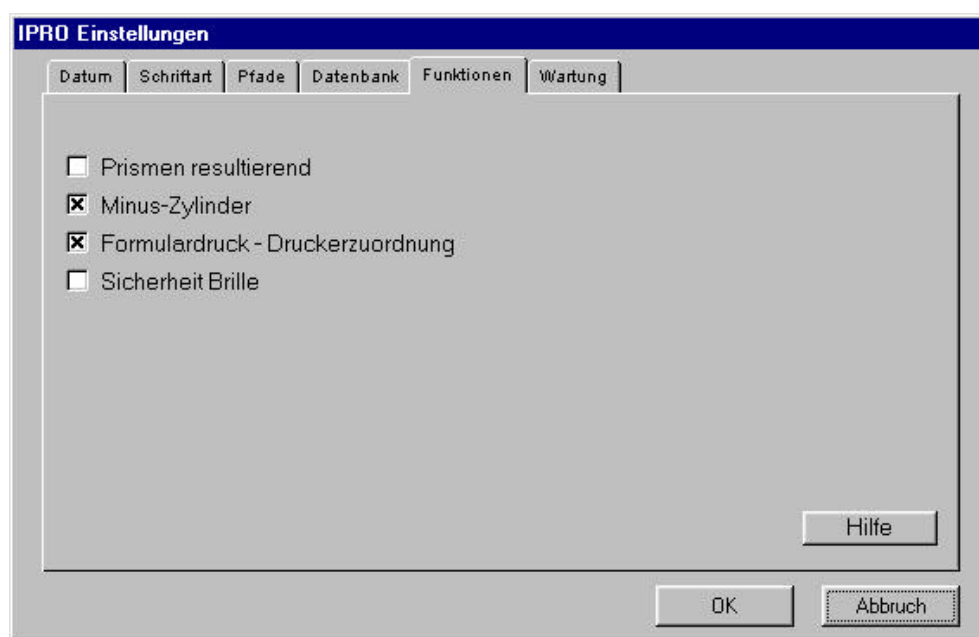 IPRO Einstellungen
Datum Schriftart Pfade Datenbank Funktionen Wartung
Prismen resultierend
Minus-Zylinder
Formulardruck - Druckerzuordnung
Sicherheit Brille
Hilfe
OK Abbruch